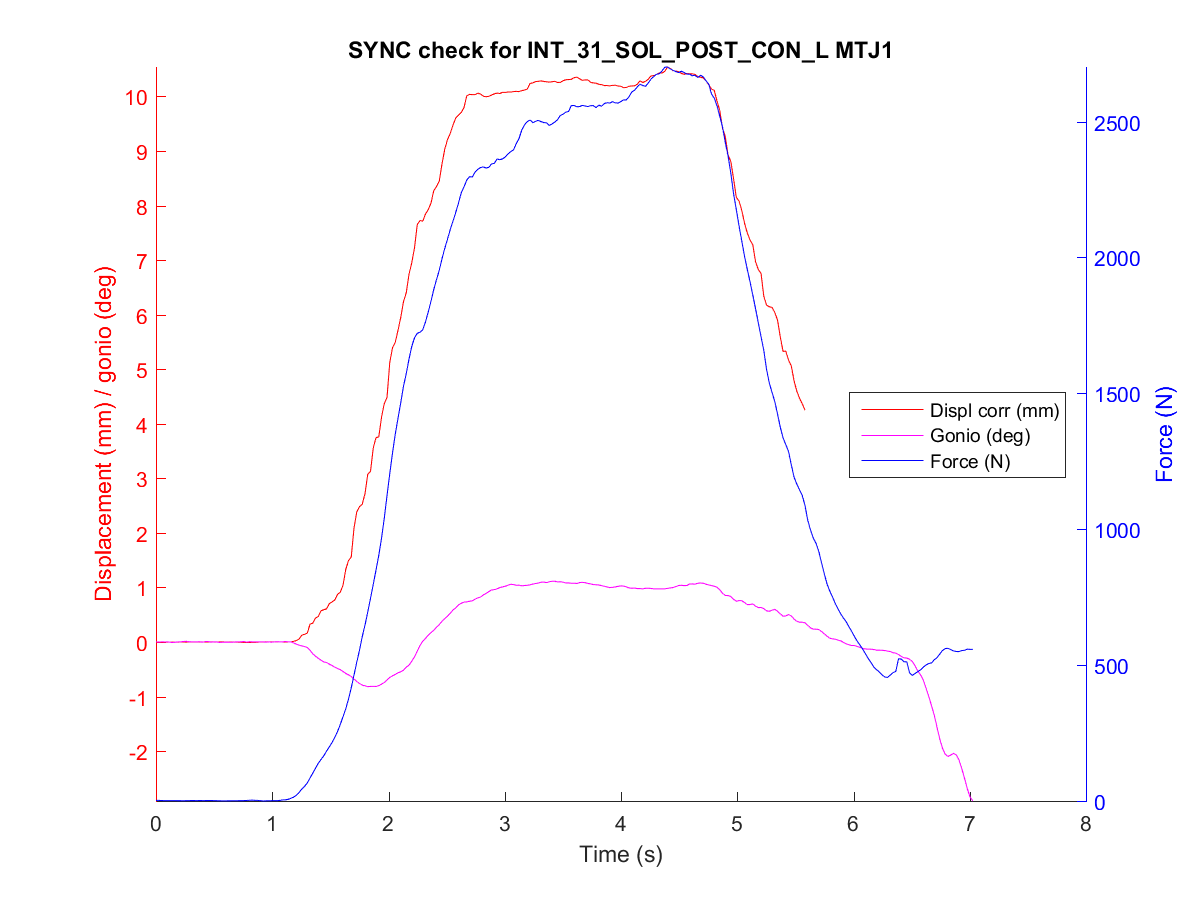 SYNC check for INT_31_SOL_POST_CON_L MTJ1
10
9
8
7
6
5
4
3
2
1
0
-1
-2
Displacement (mm) / gonio (deg)
2500
2000
1500
1000
500
0
Force (N)
Displ corr (mm)
Gonio (deg)
Force (N)
0 1 2 3 4 5 6 7 8
Time (s)